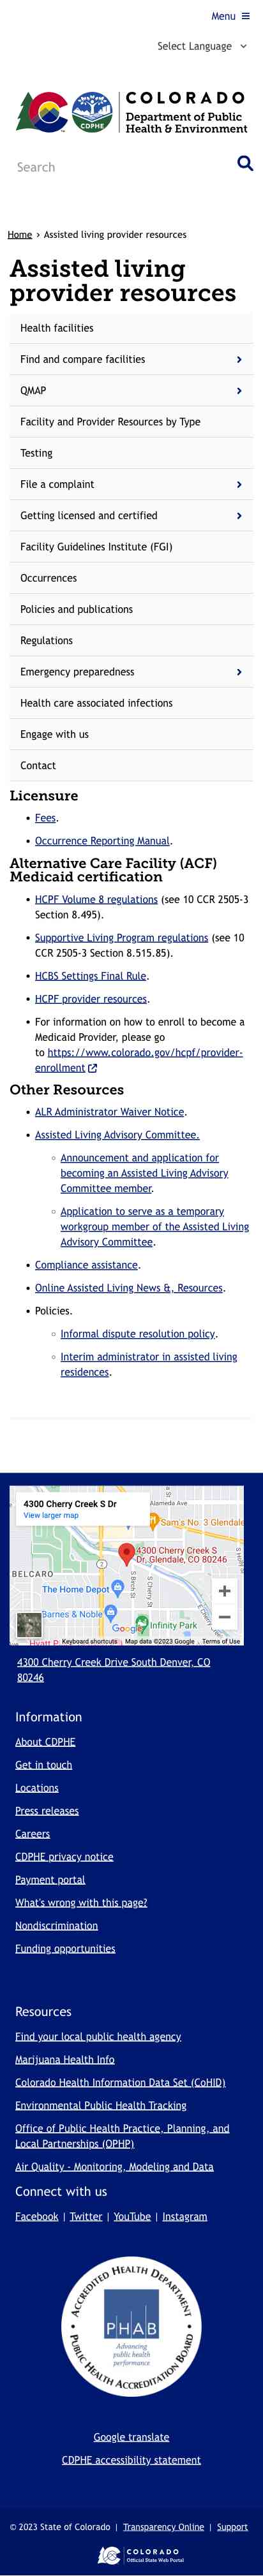 Menu
Select Language
CDPHE
COLORADO
Department of Public
Health & Environment
Search
Home › Assisted living provider resources
Assisted living
provider resources
Health facilities
Find and compare facilities
QMAP
Facility and Provider Resources by Type
Testing
File a complaint
Getting licensed and certified
Facility Guidelines Institute (FGI)
Occurrences
Policies and publications
Regulations
Emergency preparedness
Health care associated infections
Engage with us
Contact
Licensure
• Fees.
• Occurrence Reporting Manual.
Alternative Care Facility (ACF)
Medicaid certification
• HCPF Volume 8 regulations (see 10 CCR 2505-3
Section 8.495).
• Supportive Living Program regulations (see 10
CCR 2505-3 Section 8.515.85).
• HCBS Settings Final Rule.
• HCPF provider resources.
• For information on how to enroll to become a
Medicaid Provider, please go
to https://www.colorado.gov/hcpf/provider-
enrollment
Other Resources
• ALR Administrator Waiver Notice.
• Assisted Living Advisory Committee.
◦ Announcement and application for
becoming an Assisted Living Advisory
Committee member.
◦ Application to serve as a temporary
workgroup member of the Assisted Living
Advisory Committee.
• Compliance assistance.
• Online Assisted Living News &, Resources.
• Policies.
◦ Informal dispute resolution policy.
◦ Interim administrator in assisted living
residences.
4300 Cherry Creek S Dr
View larger map
Alameda Ave
Sam's No. 3 Glendale
2
4300 Cherry Creek S
Dr, Glendale, CO 80246
BELCARO
S Birch St
The Home Depot
Barnes & Noble
Infinity Park
Google
Hyatt P
Keyboard shortcuts Map data ©2023 Google Terms of Use
4300 Cherry Creek Drive South Denver, CO
80246
Information
About CDPHE
Get in touch
Locations
Press releases
Careers
CDPHE privacy notice
Payment portal
What's wrong with this page?
Nondiscrimination
Funding opportunities
Resources
Find your local public health agency
Marijuana Health Info
Colorado Health Information Data Set (CoHID)
Environmental Public Health Tracking
Office of Public Health Practice, Planning, and
Local Partnerships (OPHP)
Air Quality - Monitoring, Modeling and Data
Connect with us
Facebook | Twitter | YouTube | Instagram
ACCREDITED HEALTH DEPARTMENT
PHAB
Advancing
public health
performance
PUBLIC HEALTH ACCREDITATION BOARD
Google translate
CDPHE accessibility statement
© 2023 State of Colorado | Transparency Online | Support
COLORADO
Official State Web Portal